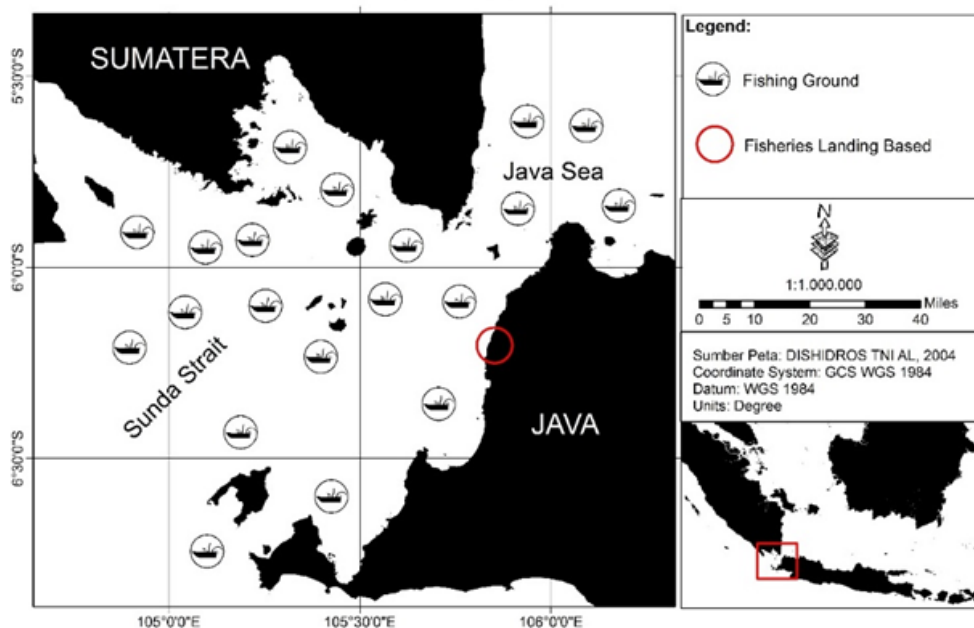 SUMATERA
Java Sea
Sunda Strait
JAVA
5°30'0"S
6°0'0"S
6°30'0"S
105°0'0"E
105°30'0"E
106°0'0"E
Legend:
Fishing Ground
Fisheries Landing Based
N
1:1.000.000
Miles
0 5 10 20 30 40
Sumber Peta: DISHIDROS TNI AL, 2004
Coordinate System: GCS WGS 1984
Datum: WGS 1984
Units: Degree